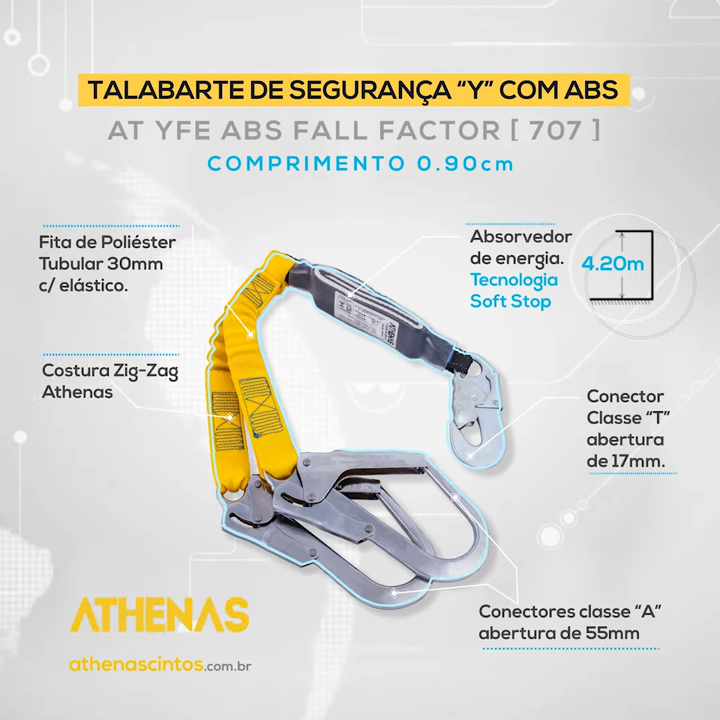 TALABARTE DE SEGURANÇA “Y” COM ABS
AT YFE ABS FALL FACTOR [ 707 ]
COMPRIMENTO 0.90cm
Fita de Poliéster
Tubular 30mm
c/ elástico.
Costura Zig-Zag
Athenas
Absorvedor
de energia.
Tecnologia
Soft Stop
4.20m
ATHENAS
Conector
Classe “T”
abertura
de 17mm.
Conectores classe “A”
abertura de 55mm
ATHENAS
athenascintos.com.br